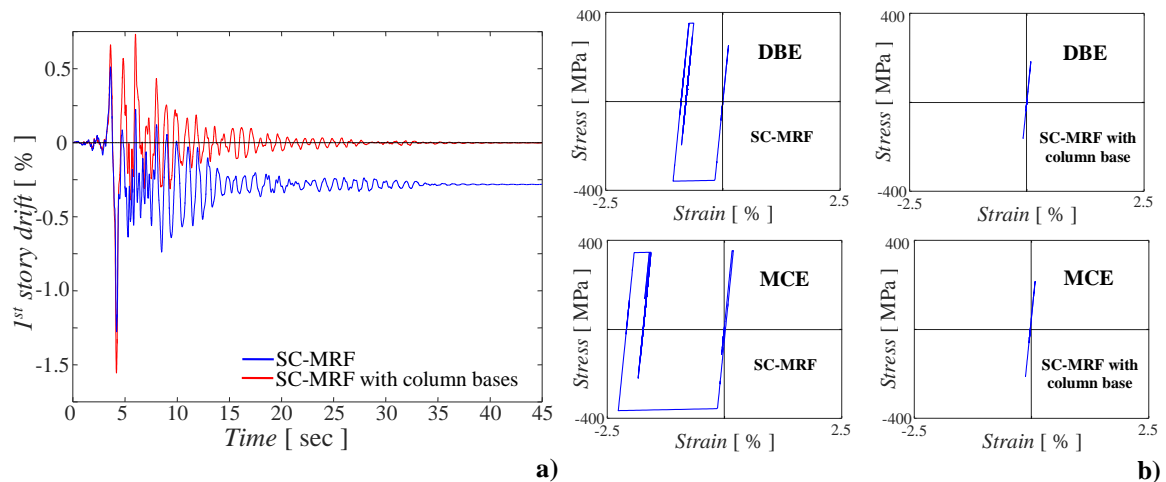 0.5
0
-0.5
-1.0
-1.5
1st story drift [ % ]
SC-MRF
SC-MRF with column bases
0 5 10 15 20 25 30 35 40 45
Time [ sec ]
a)
400
Stress [ MPa ]
DBE
SC-MRF
-400
-2.5 2.5
Strain [ % ]
400
Stress [ MPa ]
DBE
SC-MRF with
column base
-400
-2.5 2.5
Strain [ % ]
400
Stress [ MPa ]
MCE
SC-MRF
-400
-2.5 2.5
Strain [ % ]
400
Stress [ MPa ]
MCE
SC-MRF with
column base
-400
-2.5 2.5
Strain [ % ]
b)